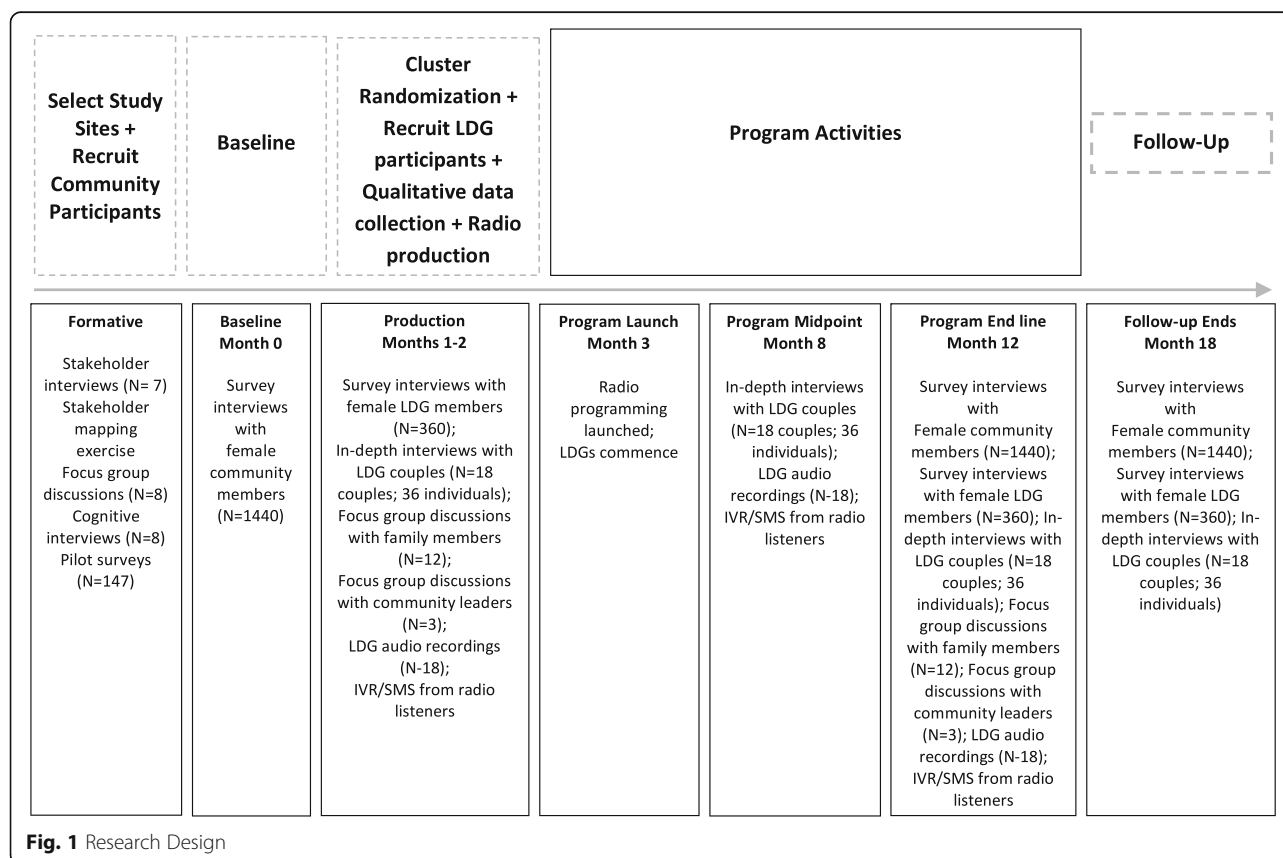 Select Study
Sites +
Recruit
Community
Participants
Baseline
Cluster
Randomization +
Recruit LDG
participants +
Qualitative data
collection + Radio
production
Program Activities
Follow-Up
Formative
Stakeholder
interviews (N= 7)
Stakeholder
mapping
exercise
Focus group
discussions (N=8)
Cognitive
interviews (N=8)
Pilot surveys
(N=147)
Baseline
Month 0
Survey
interviews
with
female
community
members
(N=1440)
Production
Months 1-2
Survey interviews with
female LDG members
(N=360);
In-depth interviews with
LDG couples (N=18
couples; 36 individuals);
Focus group discussions
with family members
(N=12);
Focus group discussions
with community leaders
(N=3);
LDG audio recordings
(N-18);
IVR/SMS from radio
listeners
Program Launch
Month 3
Radio
programming
launched;
LDGs commence
Program Midpoint
Month 8
In-depth interviews
with LDG couples
(N=18 couples; 36
individuals);
LDG audio
recordings (N-18);
IVR/SMS from radio
listeners
Program End line
Month 12
Survey interviews
with
Female community
members (N=1440);
Survey interviews
with female LDG
members (N=360); In-
depth interviews with
LDG couples (N=18
couples; 36
individuals); Focus
group discussions
with family members
(N=12); Focus group
discussions with
community leaders
(N=3); LDG audio
recordings (N-18);
IVR/SMS from radio
listeners
Follow-up Ends
Month 18
Survey interviews
with
Female community
members (N=1440);
Survey interviews
with female LDG
members (N=360); In-
depth interviews with
LDG couples (N=18
couples; 36
individuals)
Fig. 1 Research Design